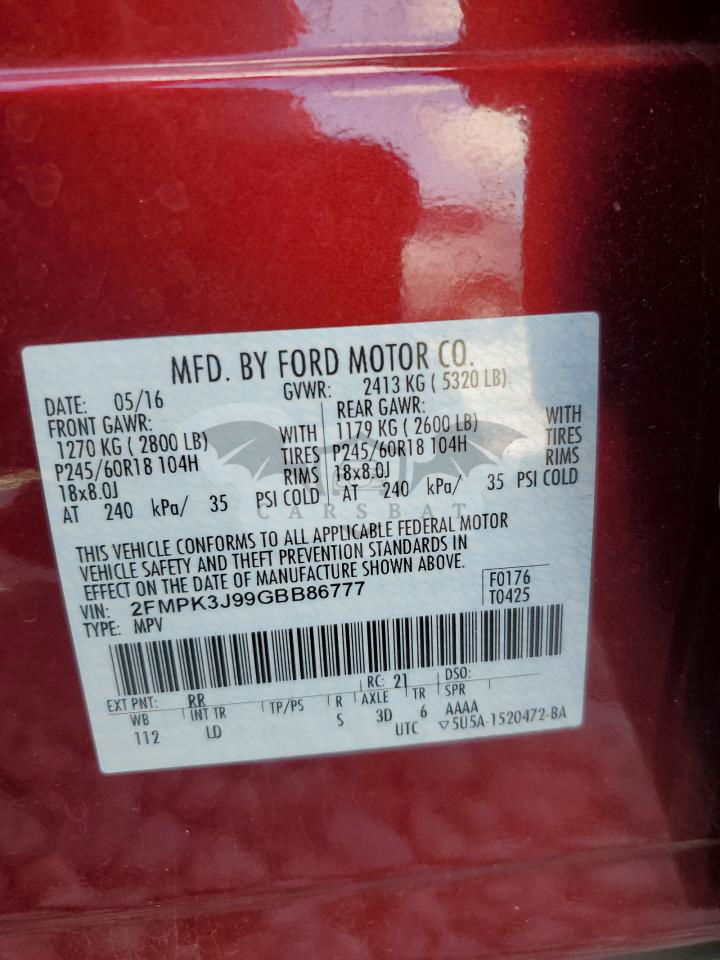 MFD. BY FORD MOTOR CO.
DATE: 05/16 GVWR: 2413 KG ( 5320 LB)
FRONT GAWR: REAR GAWR:
1270 KG ( 2800 LB) WITH 1179 KG ( 2600 LB) WITH
P245/60R18 104H TIRES P245/60R18 104H TIRES
18x8.0J RIMS 18x8.0J RIMS
AT 240 kPa/ 35 PSI COLD AT 240 kPa/ 35 PSI COLD
CARSBAT
THIS VEHICLE CONFORMS TO ALL APPLICABLE FEDERAL MOTOR
VEHICLE SAFETY AND THEFT PREVENTION STANDARDS IN
EFFECT ON THE DATE OF MANUFACTURE SHOWN ABOVE.
VIN: 2FMPK3J99GBB86777 F0176
TYPE: MPV T0425
EXT PNT: RR RC: 21 DSO:
WB INT TR TP/PS R AXLE TR SPR
112 LD S 3D 6 AAAA
UTC ▽5U5A-1520472-BA